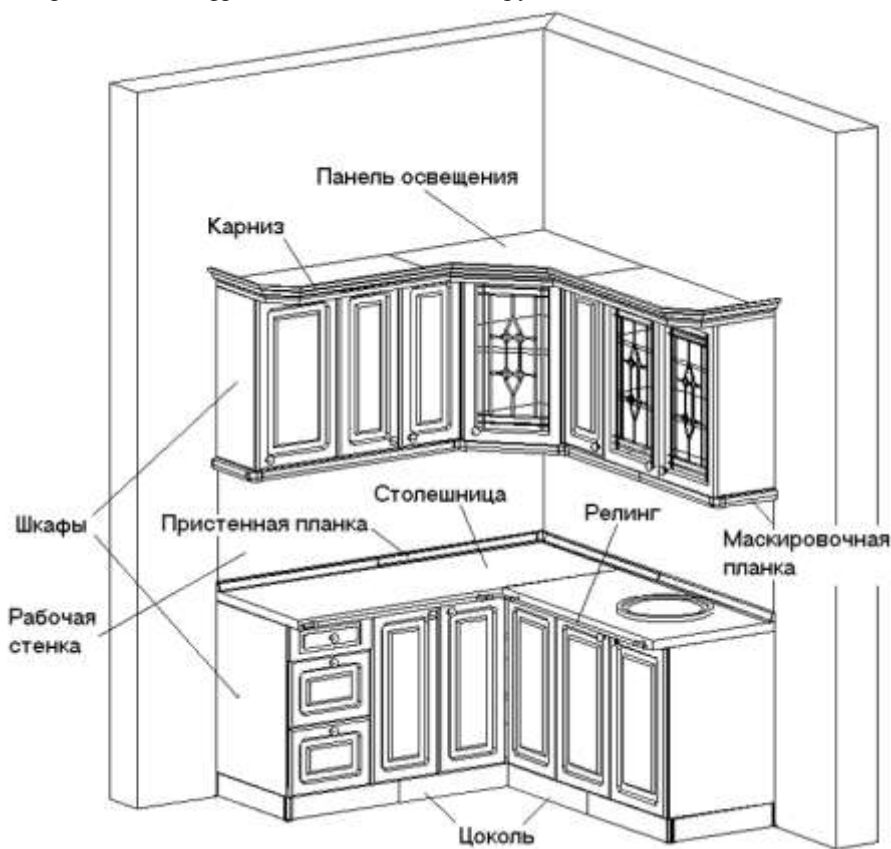 Панель освещения
Карниз
Столешница
Шкафы
Пристенная планка
Релинг
Маскировочная
планка
Рабочая
стенка
Цоколь